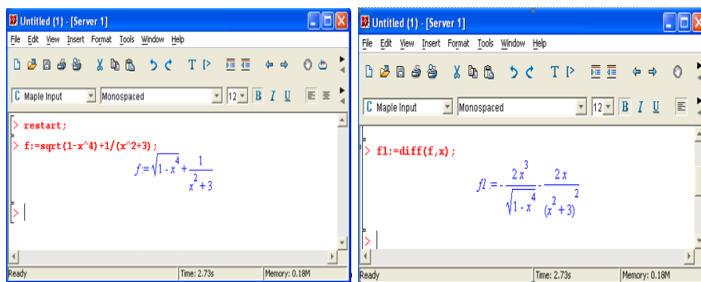 Untitled (1) - [Server 1]
File Edit View Insert Format Tools Window Help
T
C Maple Input Monospaced 12 B I U
> restart;
> f:=sqrt(1-x^4)+1/(x^2+3);
f := √(1 - x^4) + 1/(x^2 + 3)
>
Ready Time: 2.73s Memory: 0.18M
Untitled (1) - [Server 1]
File Edit View Insert Format Tools Window Help
T
C Maple Input Monospaced 12 B I U
> f1:=diff(f,x);
f1 := - 2x^3/√(1 - x^4) - 2x/(x^2 + 3)^2
>
Ready Time: 2.73s Memory: 0.18M